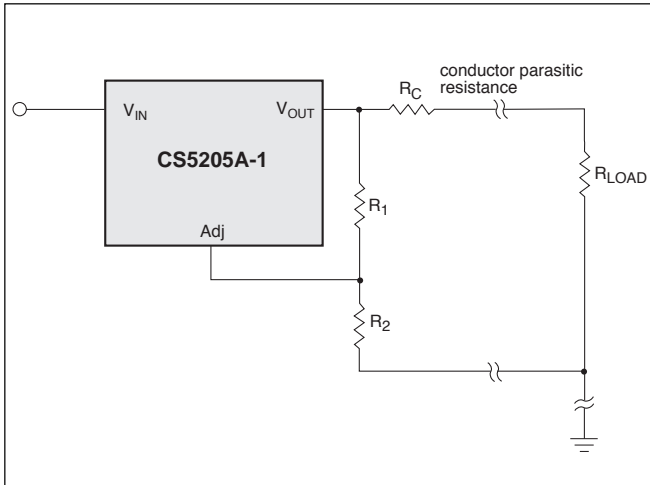 conductor parasitic
resistance
R_C
V_IN
V_OUT
CS5205A-1
R_LOAD
R_1
Adj
R_2